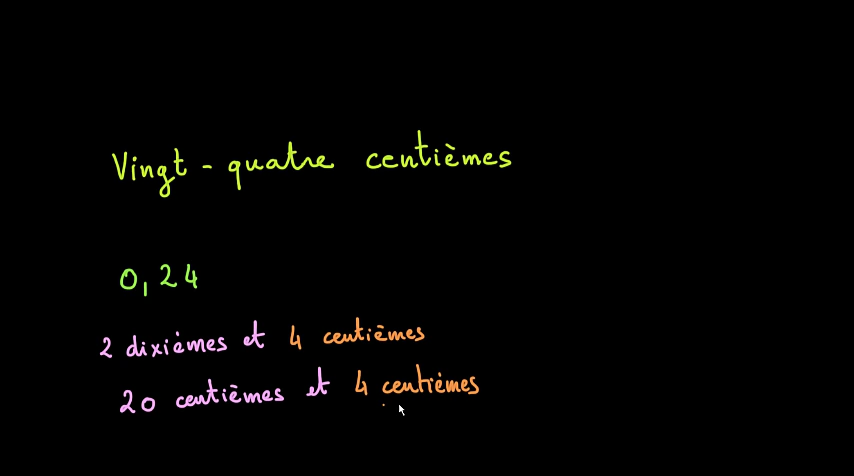 Vingt-quatre centièmes
0,24
2 dixièmes et 4 centièmes
20 centièmes et 4 centièmes